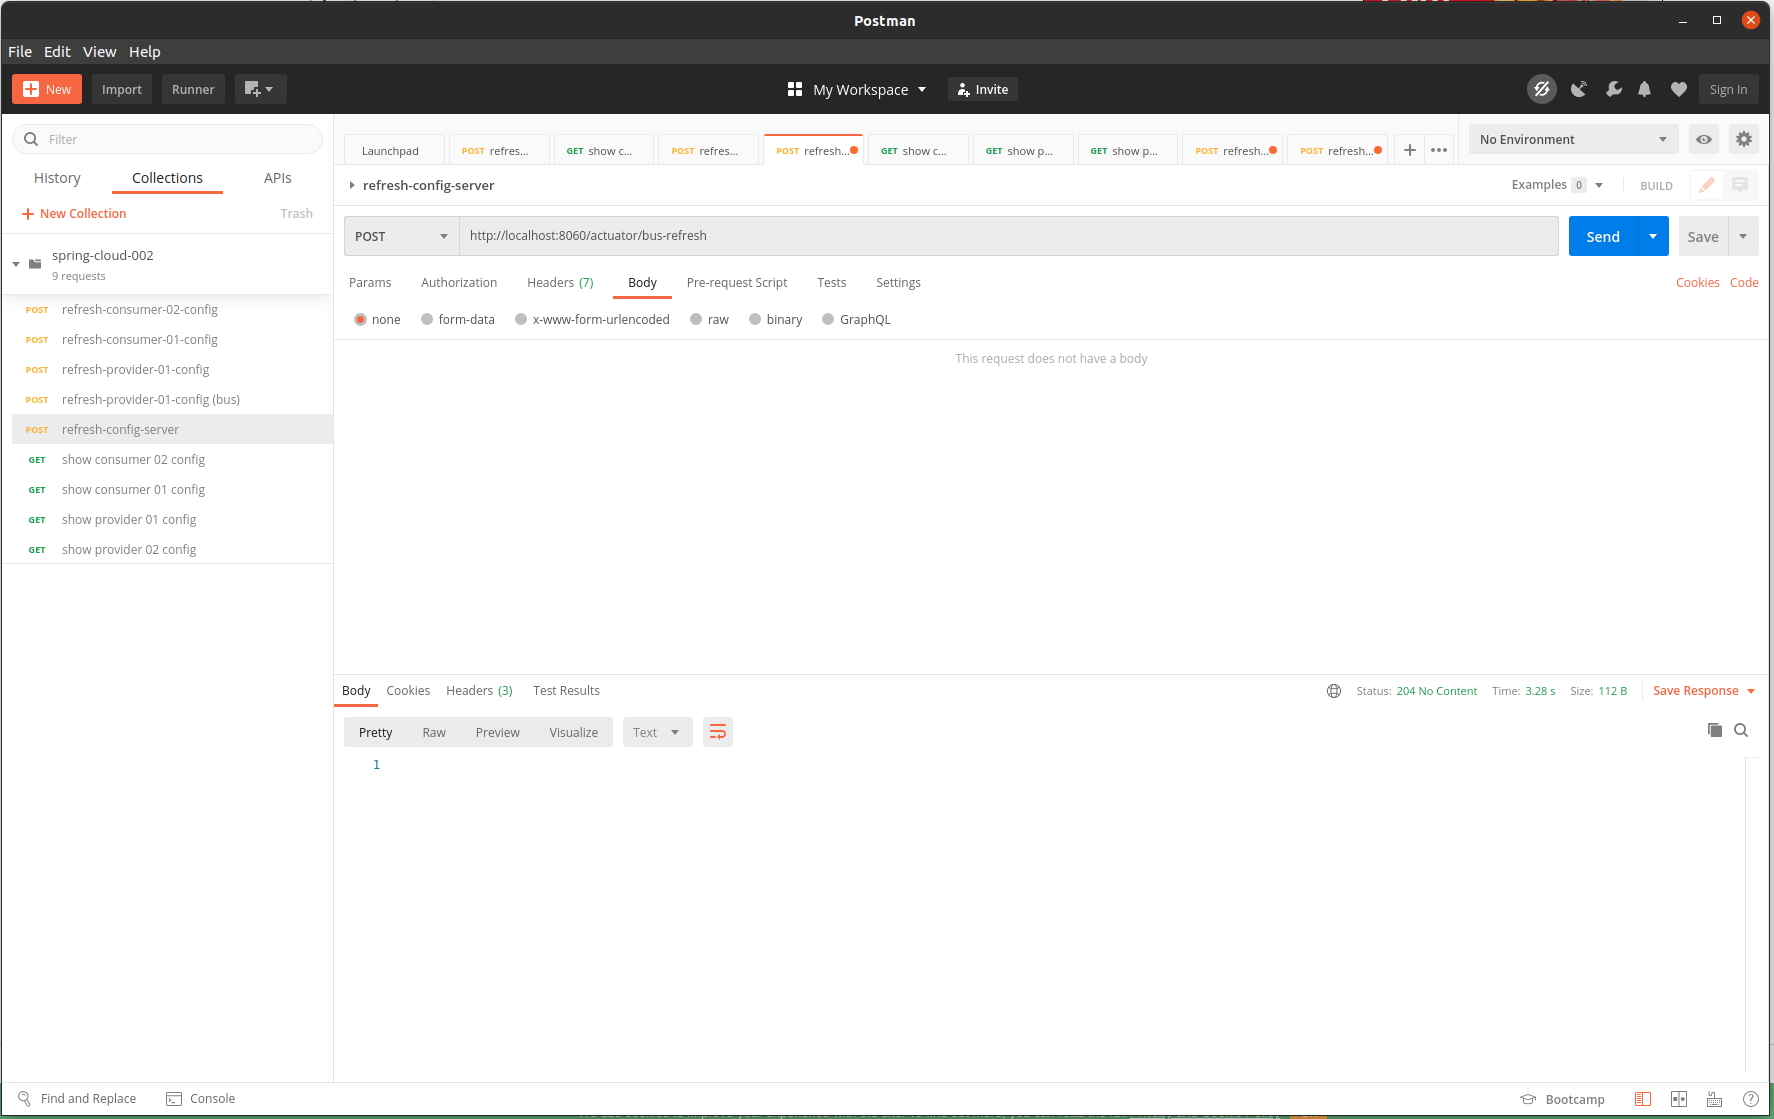 Postman
File Edit View Help
New Import Runner My Workspace Invite Sign In
Filter
History Collections APIs
New Collection Trash
spring-cloud-002
9 requests
POST refresh-consumer-02-config
POST refresh-consumer-01-config
POST refresh-provider-01-config
POST refresh-provider-01-config (bus)
POST refresh-config-server
GET show consumer 02 config
GET show consumer 01 config
GET show provider 01 config
GET show provider 02 config
Launchpad POST refres... GET show c... POST refres... POST refresh... GET show c... GET show p... GET show p... POST refresh... POST refresh... No Environment
refresh-config-server Examples 0 BUILD
POST http://localhost:8060/actuator/bus-refresh Send Save
Params Authorization Headers (7) Body Pre-request Script Tests Settings Cookies Code
none form-data x-www-form-urlencoded raw binary GraphQL
This request does not have a body
Body Cookies Headers (3) Test Results Status: 204 No Content Time: 3.28 s Size: 112 B Save Response
Pretty Raw Preview Visualize Text
1
Find and Replace Console Bootcamp